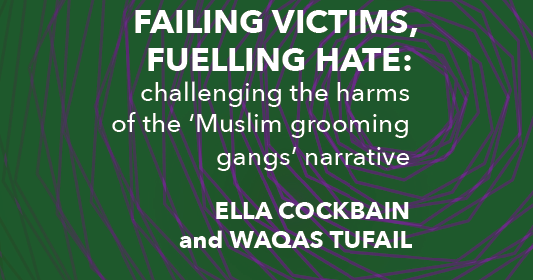 FAILING VICTIMS,
FUELLING HATE:
challenging the harms
of the ‘Muslim grooming
gangs’ narrative
ELLA COCKBAIN
and WAQAS TUFAIL